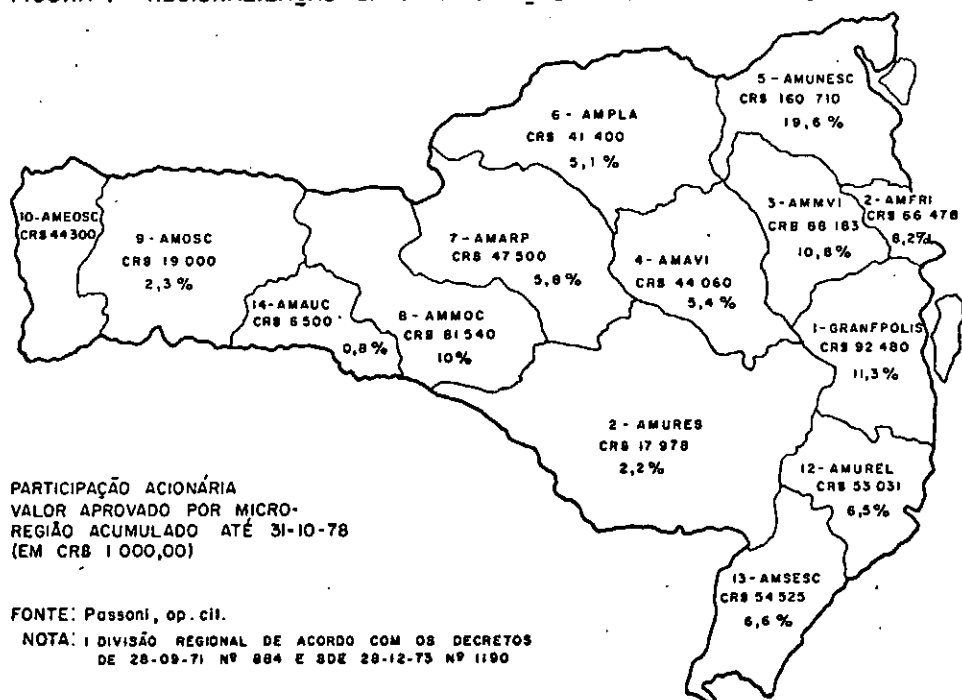 5 - AMUNESC
CR$ 160 710
19,6 %
6 - AMPLA
CR$ 41 400
5,1 %
10-AMEOSC
CR$ 44300
9 - AMOSC
CR$ 19 000
2,3 %
7 - AMARP
CR$ 47 500
5,8 %
3 - AMMVI
CR$ 88 183
10,8 %
2- AMFRI
CR$ 66 478
8,2%
4 - AMAVI
CR$ 44 060
5,4 %
14-AMAUC
CR$ 6 500
0,8 %
8 - AMMOC
CR$ 81 540
10%
1-GRANFPOLIS
CR$ 92 480
11,3 %
2 - AMURES
CR$ 17 978
2,2%
12- AMUREL
CR$ 53 031
6,5%
13- AMSESC
CR$ 54 525
6,6 %
PARTICIPAÇÃO ACIONÁRIA
VALOR APROVADO POR MICRO-
REGIÃO ACUMULADO ATÉ 31-10-78
(EM CR$ 1 000,00)
FONTE: Passoni, op. cit.
NOTA: 1 DIVISÃO REGIONAL DE ACORDO COM OS DECRETOS
DE 28-09-71 Nº 884 E SDE 28-12-73 Nº 1190